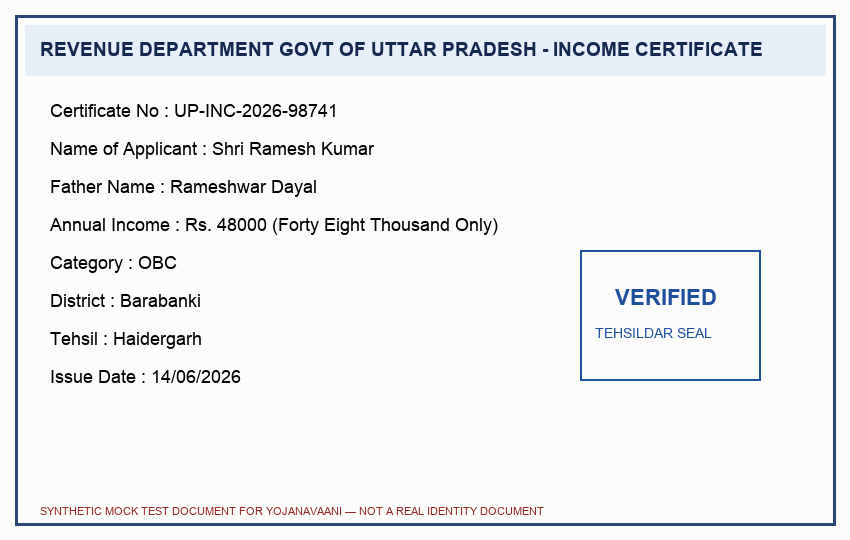 REVENUE DEPARTMENT GOVT OF UTTAR PRADESH - INCOME CERTIFICATE
Certificate No : UP-INC-2026-98741
Name of Applicant : Shri Ramesh Kumar
Father Name : Rameshwar Dayal
Annual Income : Rs. 48000 (Forty Eight Thousand Only)
Category : OBC
District : Barabanki
Tehsil : Haidergarh
Issue Date : 14/06/2026
VERIFIED
TEHSILDAR SEAL
SYNTHETIC MOCK TEST DOCUMENT FOR YOJANAVAANI — NOT A REAL IDENTITY DOCUMENT